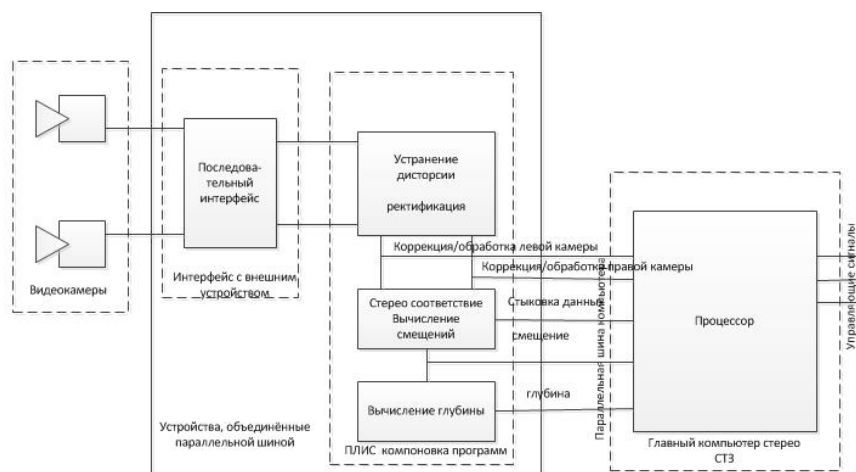 Видеокамеры
Последова-
тельный
интерфейс
Интерфейс с внешним
устройством
Устройства, объединённые
параллельной шиной
Устранение
дисторсии
ректификация
Коррекция/обработка левой камеры
Коррекция/обработка правой камеры
Стерео соответствие
Вычисление
смещений
Стыковка данных
смещение
Вычисление глубины
глубина
ПЛИС компоновка программ
Параллельная шина компьютера
Процессор
Главный компьютер стерео
СТЗ
Управляющие сигналы